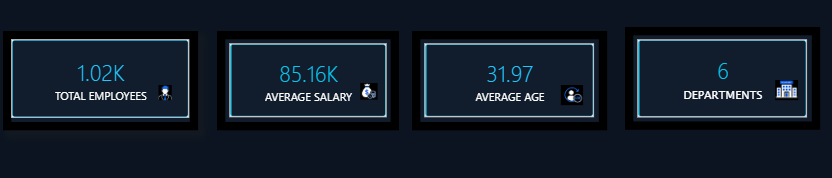 1.02K
TOTAL EMPLOYEES
85.16K
AVERAGE SALARY
31.97
AVERAGE AGE
6
DEPARTMENTS